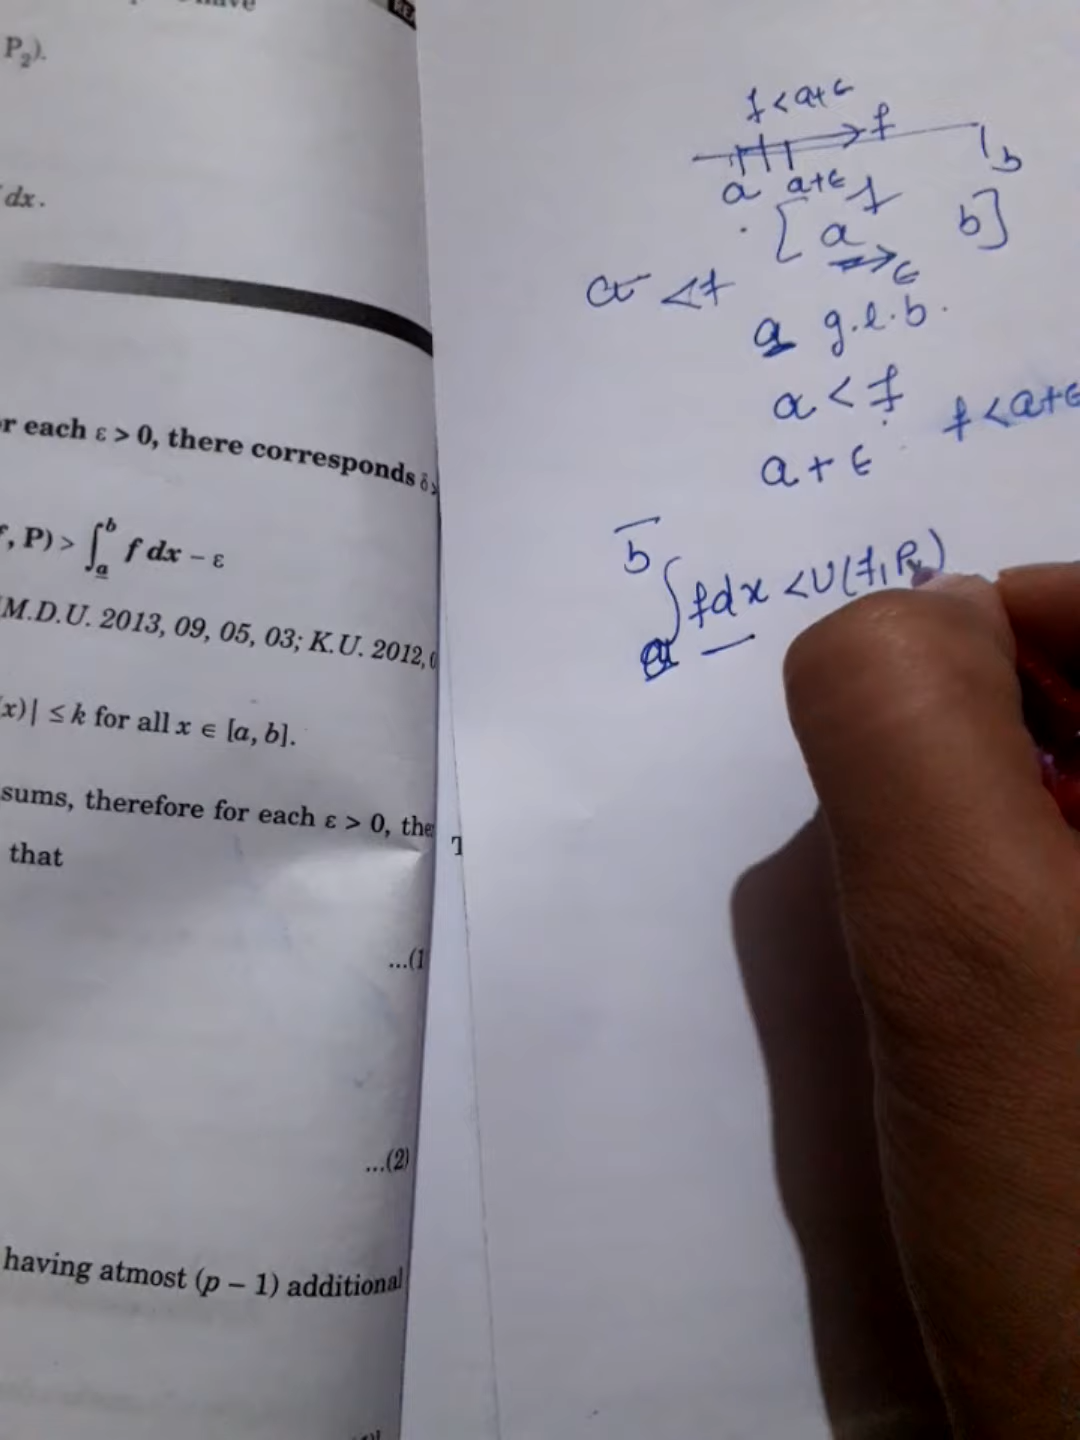 P₂).
dx.
r each ε > 0, there corresponds δ
, P) > ∫ₐᵇ f dx − ε
M.D.U. 2013, 09, 05, 03; K.U. 2012,
x)| ≤ k for all x ∈ [a, b].
sums, therefore for each ε > 0, the
that
...(1
...(2)
having atmost (p − 1) additional
f < a+ε
f
a a+ε b
f
[ a b]
ε
a < f
a g.l.b.
a < f
f < a+ε
a + ε
b
∫ f dx < U(f, P
a